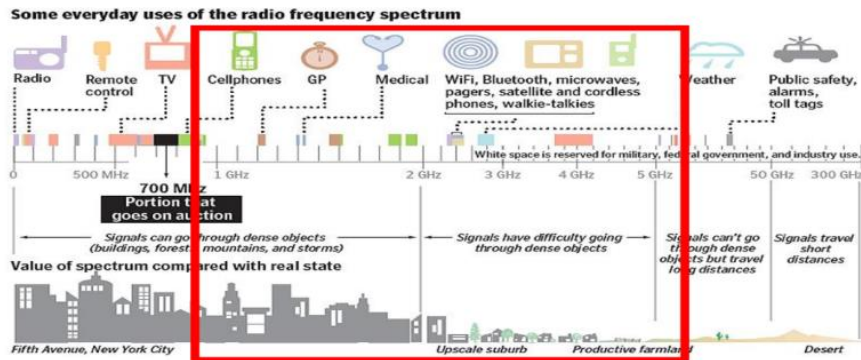 Some everyday uses of the radio frequency spectrum
Radio
Remote
control
TV
Cellphones
GP
Medical
WiFi, Bluetooth, microwaves,
pagers, satellite and cordless
phones, walkie-talkies
Weather
Public safety,
alarms,
toll tags
White space is reserved for military, federal government, and industry use.
0
500 MHz
1 GHz
2 GHz
3 GHz
4 GHz
5 GHz
50 GHz
300 GHz
700 MHz
Portion that
goes on auction
Signals can go through dense objects
(buildings, forests, mountains, and storms)
Signals have difficulty going
through dense objects
Signals can't go
through dense
objects but travel
long distances
Signals travel
short
distances
Value of spectrum compared with real state
Fifth Avenue, New York City
Upscale suburb
Productive farmland
Desert